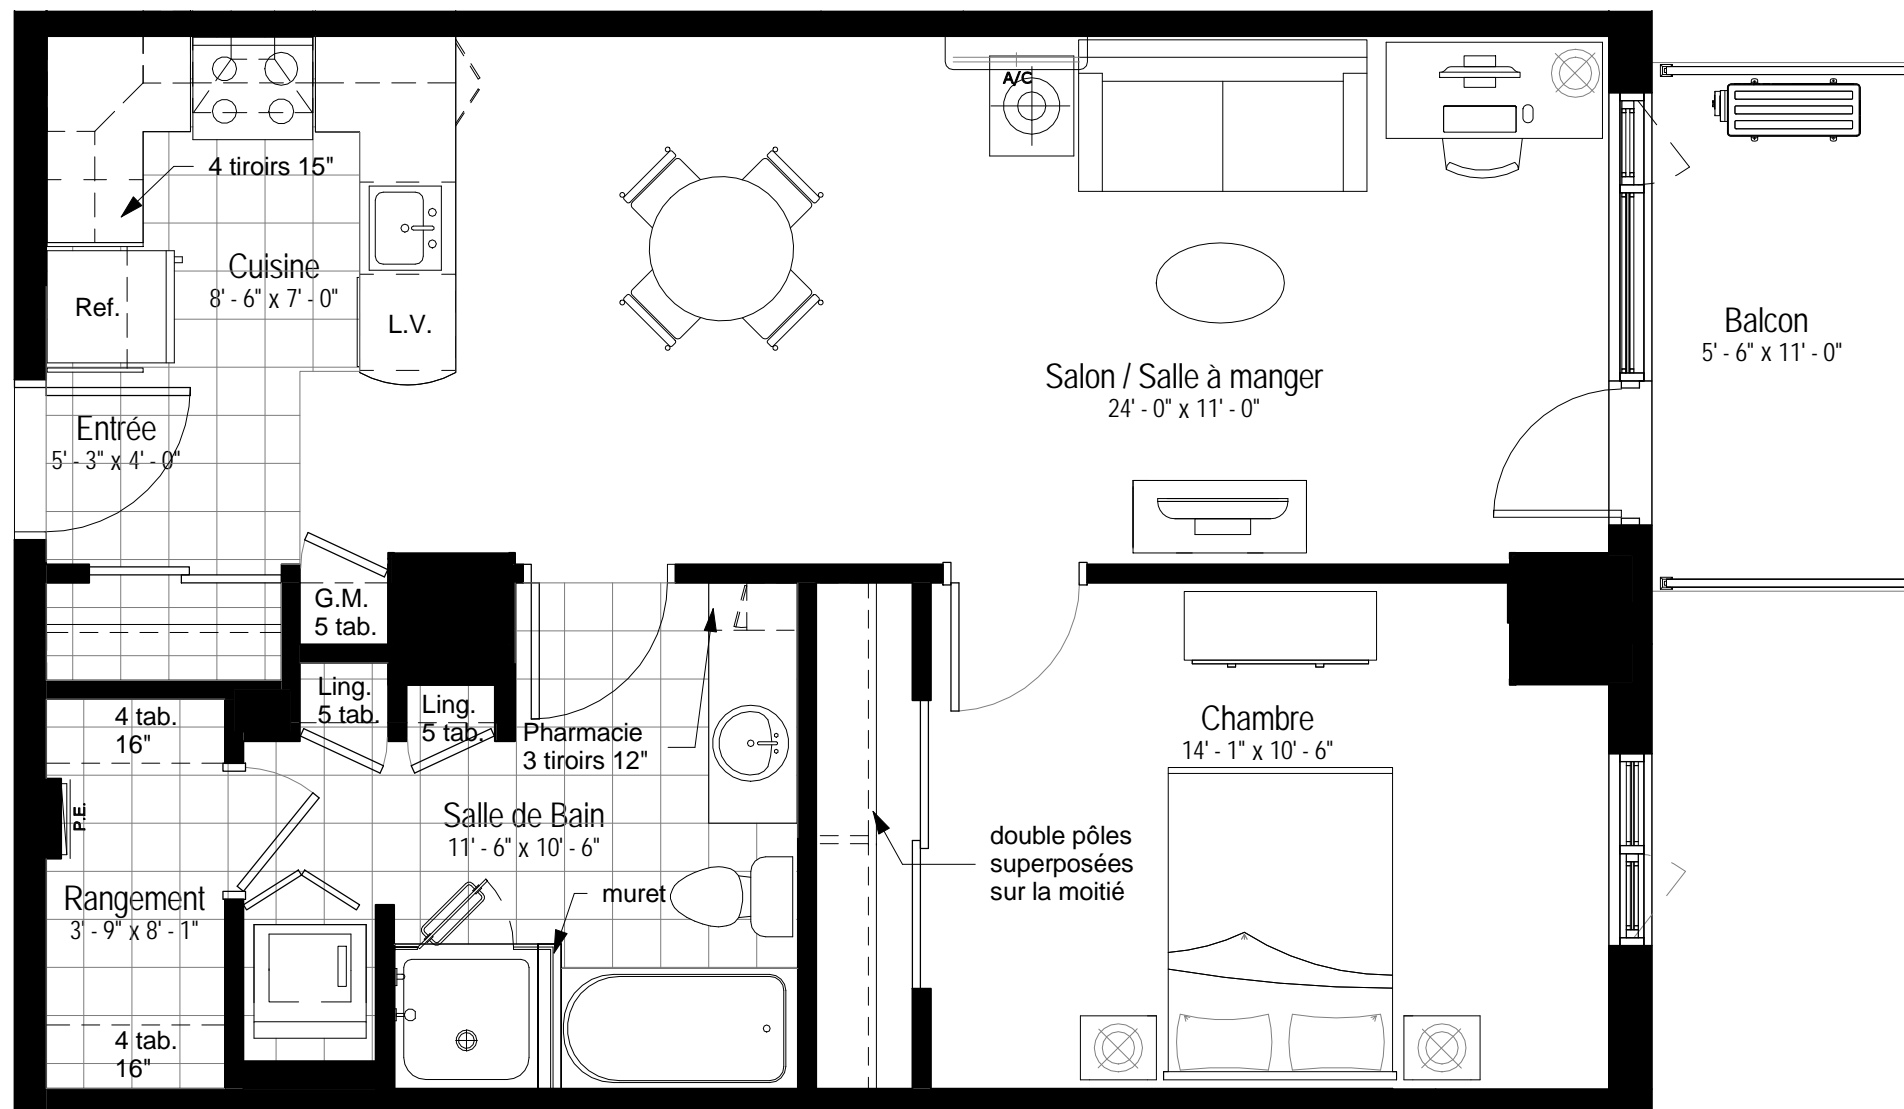 A/C
4 tiroirs 15"
Cuisine
8' - 6" x 7' - 0"
Ref.
L.V.
Balcon
5' - 6" x 11' - 0"
Salon / Salle à manger
24' - 0" x 11' - 0"
Entrée
5' - 3" x 4' - 0"
G.M.
5 tab.
Ling.
5 tab.
Ling.
5 tab.
4 tab.
16"
Pharmacie
3 tiroirs 12"
Chambre
14' - 1" x 10' - 6"
P.E.
Salle de Bain
11' - 6" x 10' - 6"
double pôles
superposées
sur la moitié
Rangement
3' - 9" x 8' - 1"
muret
4 tab.
16"